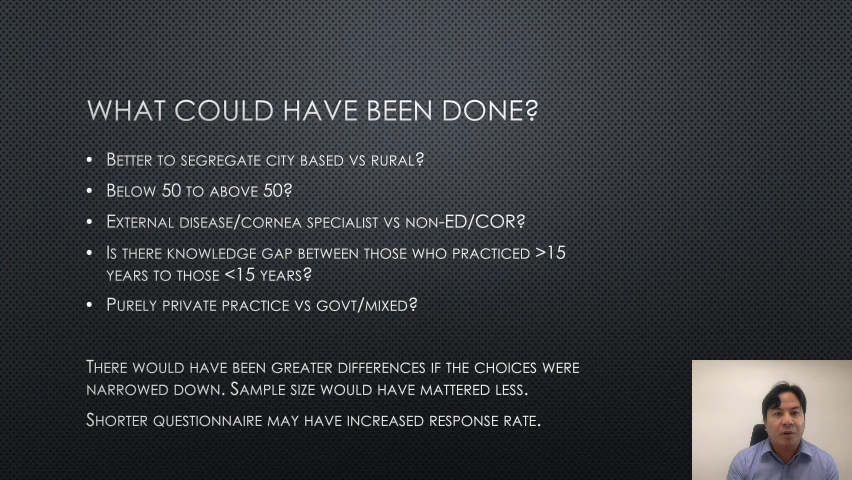 WHAT COULD HAVE BEEN DONE?
• BETTER TO SEGREGATE CITY BASED VS RURAL?
• BELOW 50 TO ABOVE 50?
• EXTERNAL DISEASE/CORNEA SPECIALIST VS NON-ED/COR?
• IS THERE KNOWLEDGE GAP BETWEEN THOSE WHO PRACTICED >15
YEARS TO THOSE <15 YEARS?
• PURELY PRIVATE PRACTICE VS GOVT/MIXED?
THERE WOULD HAVE BEEN GREATER DIFFERENCES IF THE CHOICES WERE
NARROWED DOWN. SAMPLE SIZE WOULD HAVE MATTERED LESS.
SHORTER QUESTIONNAIRE MAY HAVE INCREASED RESPONSE RATE.